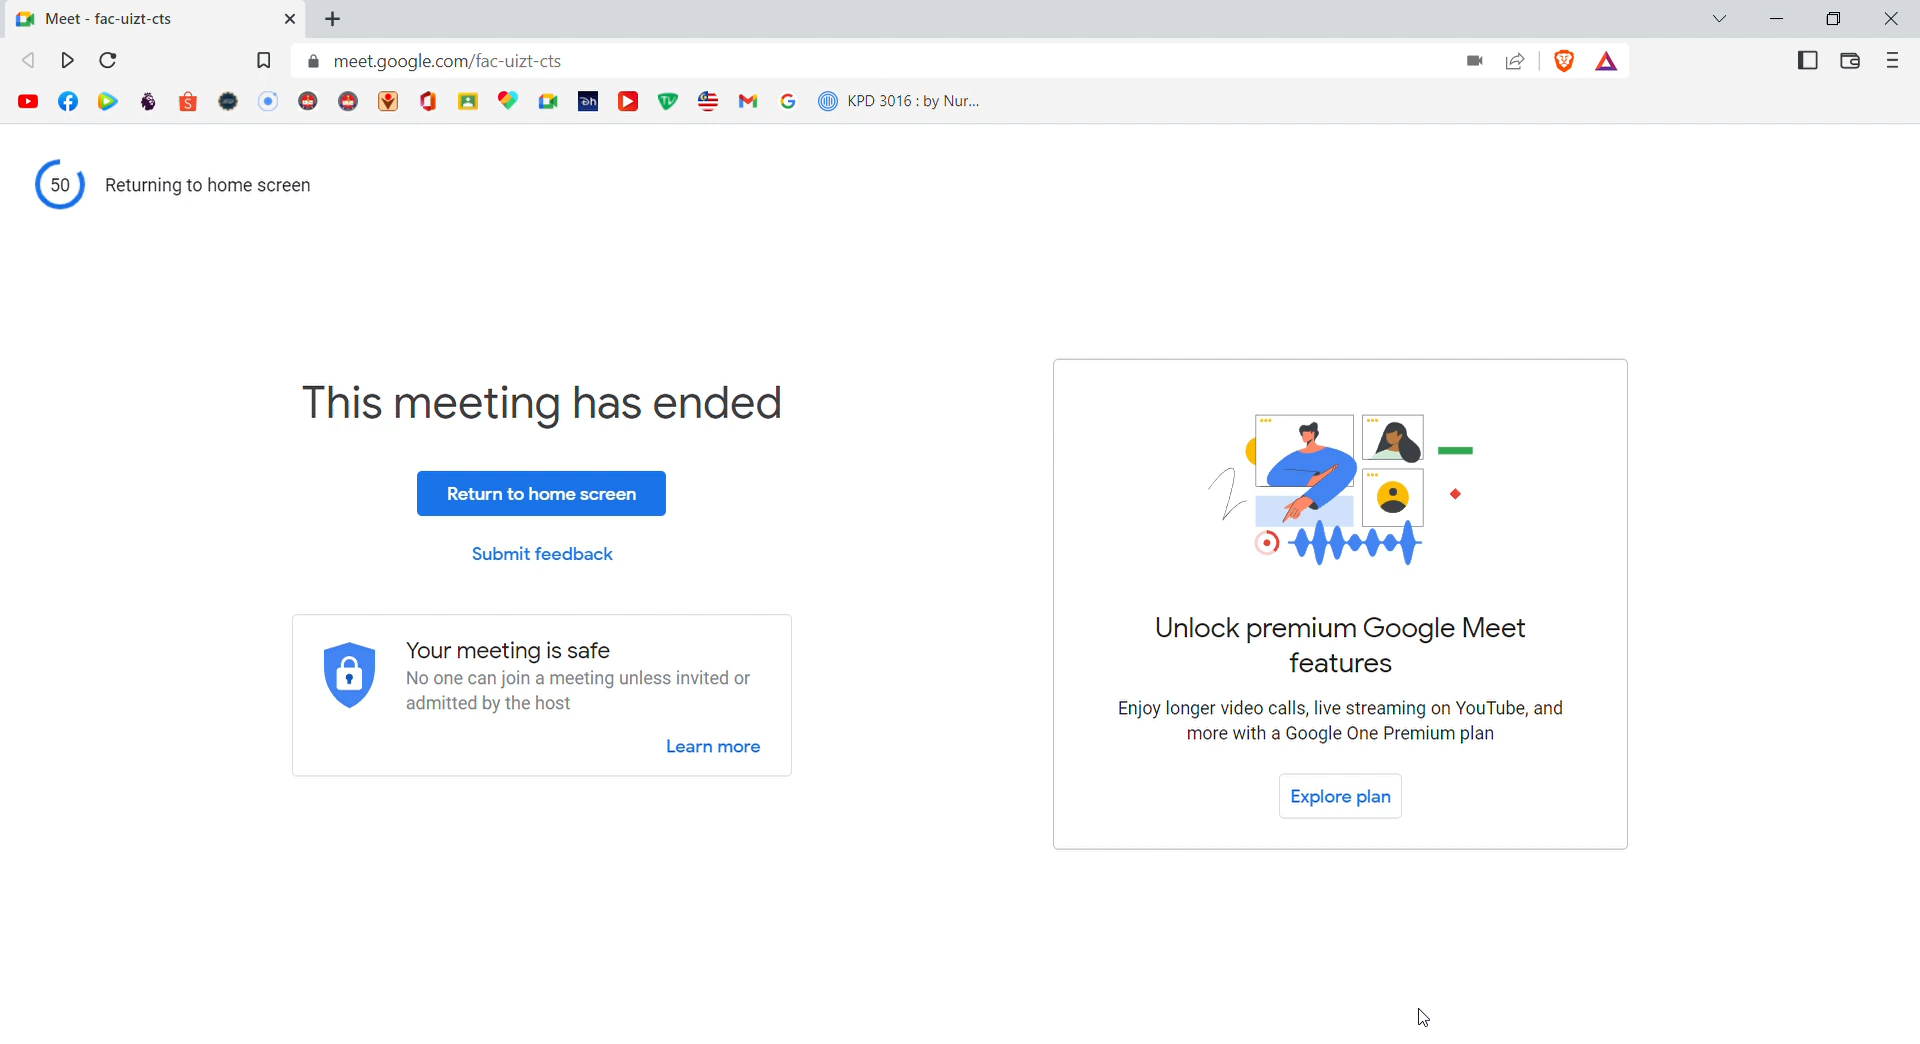 Meet - fac-uizt-cts
meet.google.com/fac-uizt-cts
KPD 3016 : by Nur...
50 Returning to home screen
This meeting has ended
Return to home screen
Submit feedback
Your meeting is safe
No one can join a meeting unless invited or
admitted by the host
Learn more
Unlock premium Google Meet
features
Enjoy longer video calls, live streaming on YouTube, and
more with a Google One Premium plan
Explore plan